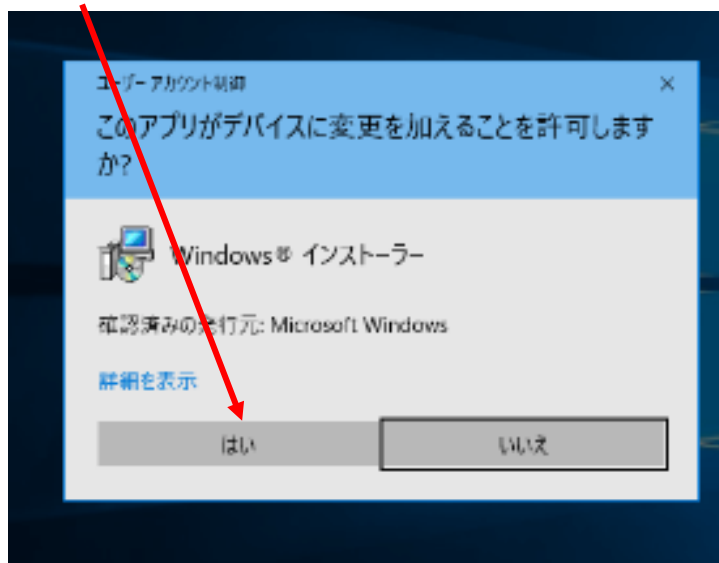 ユーザー アカウント制御
このアプリがデバイスに変更を加えることを許可します
か?
Windows® インストーラー
確認済みの発行元: Microsoft Windows
詳細を表示
はい
いいえ